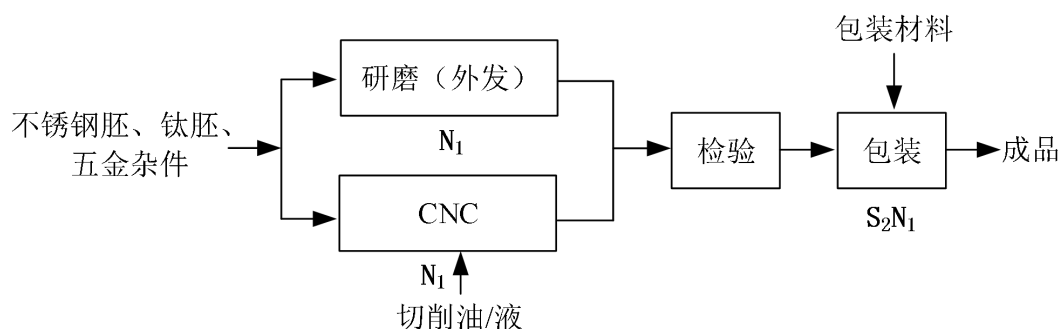 包装材料
研磨（外发）
不锈钢胚、钛胚、
五金杂件
N₁
检验
包装
成品
CNC
S₂N₁
N₁
切削油/液